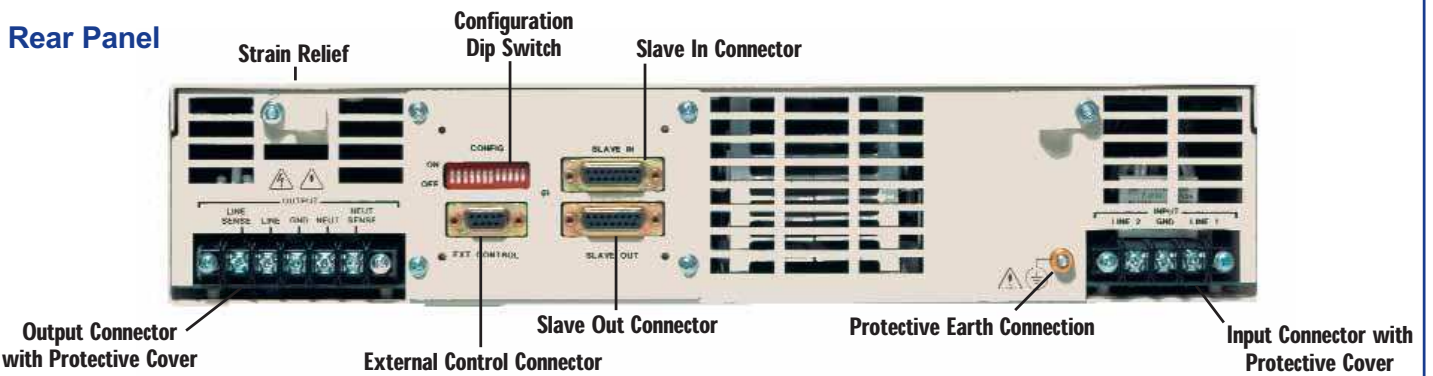 Rear Panel
Strain Relief
Configuration
Dip Switch
Slave In Connector
CONFIG
ON
OFF
SLAVE IN
OUTPUT
LINE
SENSE
LINE
GND
NEUT
NEUT
SENSE
EXT CONTROL
SLAVE OUT
INPUT
LINE 2
GND
LINE 1
Output Connector
with Protective Cover
External Control Connector
Slave Out Connector
Protective Earth Connection
Input Connector with
Protective Cover